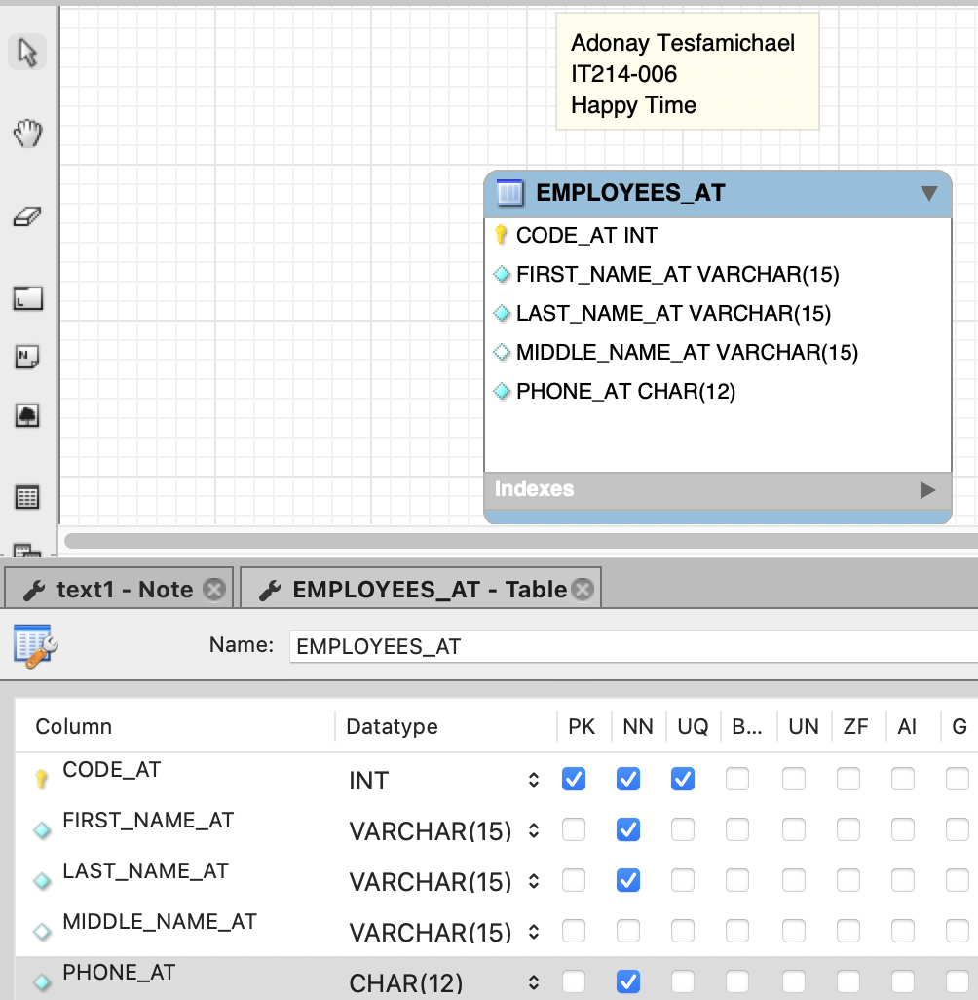 Adonay Tesfamichael
IT214-006
Happy Time
EMPLOYEES_AT
CODE_AT INT
FIRST_NAME_AT VARCHAR(15)
LAST_NAME_AT VARCHAR(15)
MIDDLE_NAME_AT VARCHAR(15)
PHONE_AT CHAR(12)
Indexes
text1 - Note EMPLOYEES_AT - Table
Name: EMPLOYEES_AT
Column Datatype PK NN UQ B... UN ZF AI G
CODE_AT INT
FIRST_NAME_AT VARCHAR(15)
LAST_NAME_AT VARCHAR(15)
MIDDLE_NAME_AT VARCHAR(15)
PHONE_AT CHAR(12)